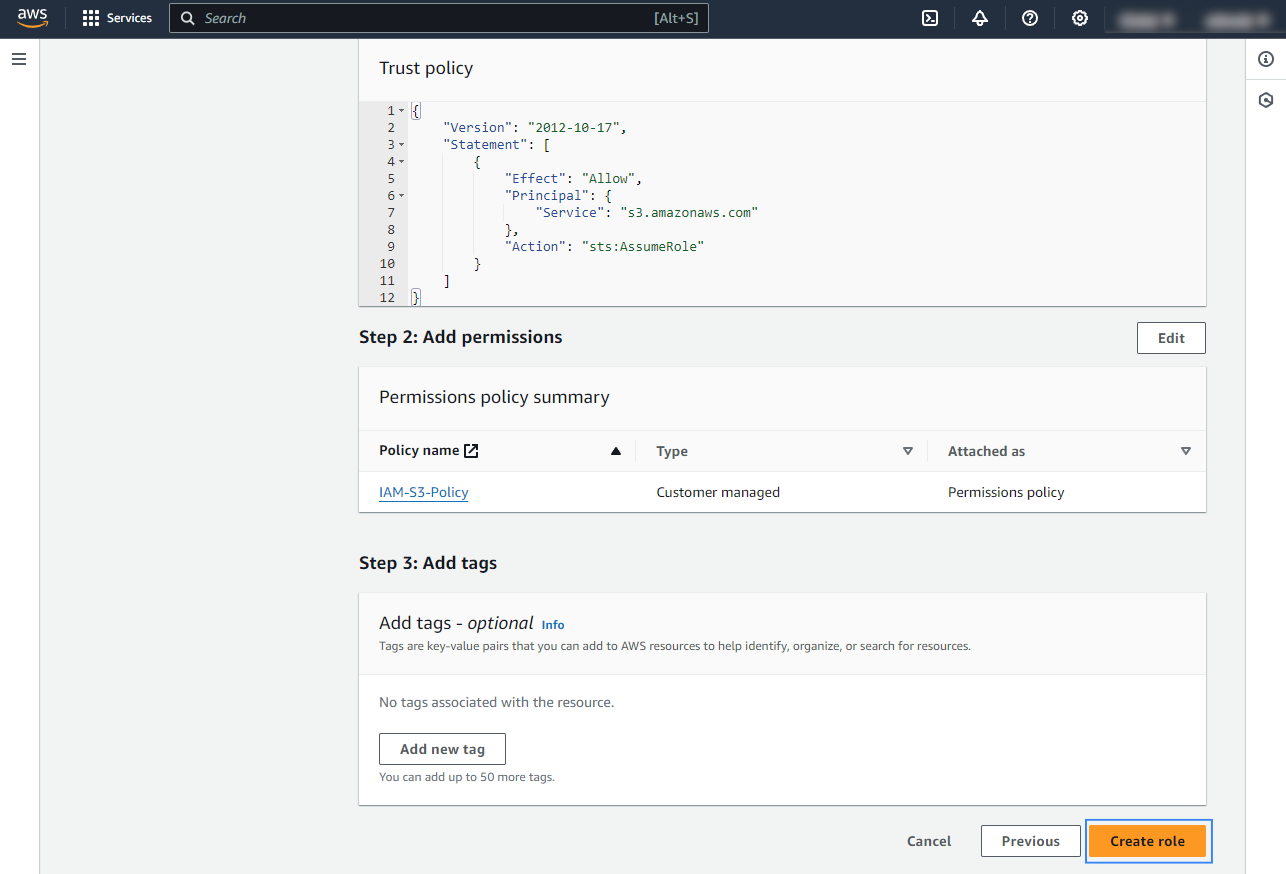 aws
Services
Search [Alt+S]
Trust policy
1 {
2 "Version": "2012-10-17",
3 "Statement": [
4 {
5 "Effect": "Allow",
6 "Principal": {
7 "Service": "s3.amazonaws.com"
8 },
9 "Action": "sts:AssumeRole"
10 }
11 ]
12 }
Step 2: Add permissions
Edit
Permissions policy summary
Policy name Type Attached as
IAM-S3-Policy Customer managed Permissions policy
Step 3: Add tags
Add tags - optional Info
Tags are key-value pairs that you can add to AWS resources to help identify, organize, or search for resources.
No tags associated with the resource.
Add new tag
You can add up to 50 more tags.
Cancel Previous Create role